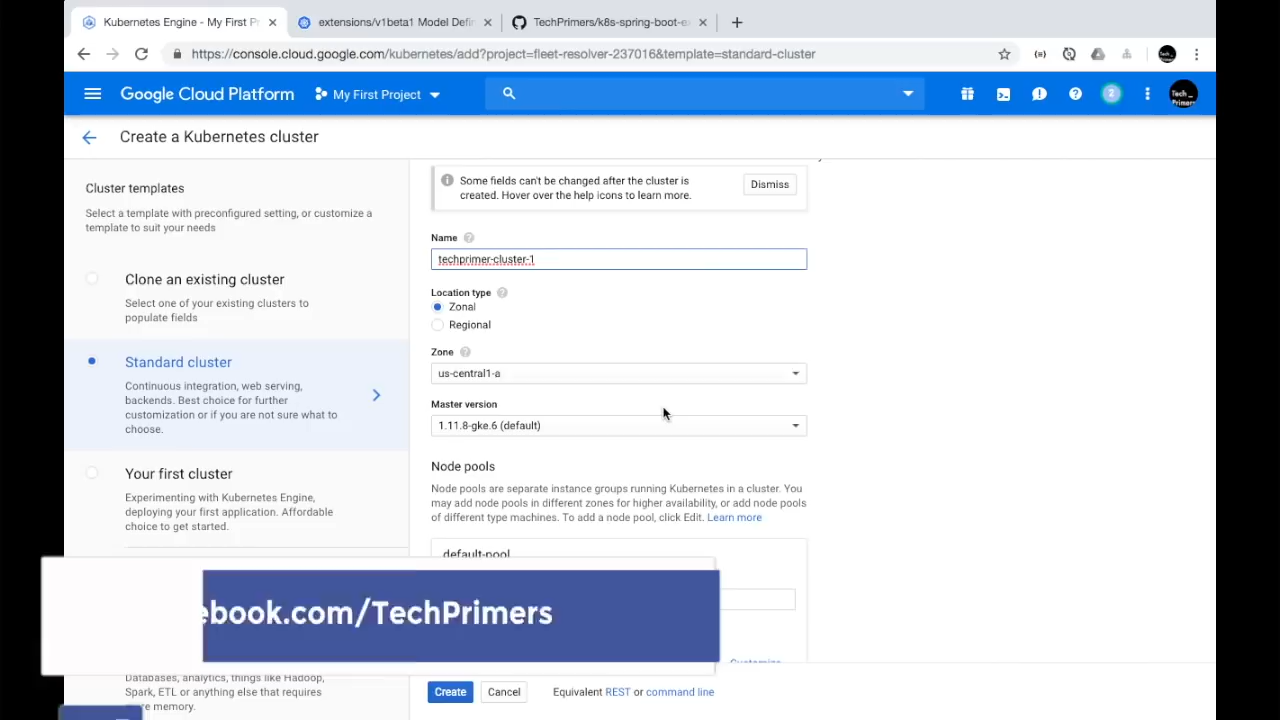 Kubernetes Engine - My First P
extensions/v1beta1 Model Defi
TechPrimers/k8s-spring-boot-e
https://console.cloud.google.com/kubernetes/add?project=fleet-resolver-237016&template=standard-cluster
Google Cloud Platform
My First Project
2
Tech_
Primers
Create a Kubernetes cluster
Cluster templates
Select a template with preconfigured setting, or customize a
template to suit your needs
Clone an existing cluster
Select one of your existing clusters to
populate fields
Standard cluster
Continuous integration, web serving,
backends. Best choice for further
customization or if you are not sure what to
choose.
Your first cluster
Experimenting with Kubernetes Engine,
deploying your first application. Affordable
choice to get started.
Databases, analytics, things like Hadoop,
Spark, ETL or anything else that requires
re memory.
Some fields can't be changed after the cluster is
created. Hover over the help icons to learn more.
Dismiss
Name
techprimer-cluster-1
Location type
Zonal
Regional
Zone
us-central1-a
Master version
1.11.8-gke.6 (default)
Node pools
Node pools are separate instance groups running Kubernetes in a cluster. You
may add node pools in different zones for higher availability, or add node pools
of different type machines. To add a node pool, click Edit. Learn more
default-pool
ebook.com/TechPrimers
Create
Cancel
Equivalent REST or command line